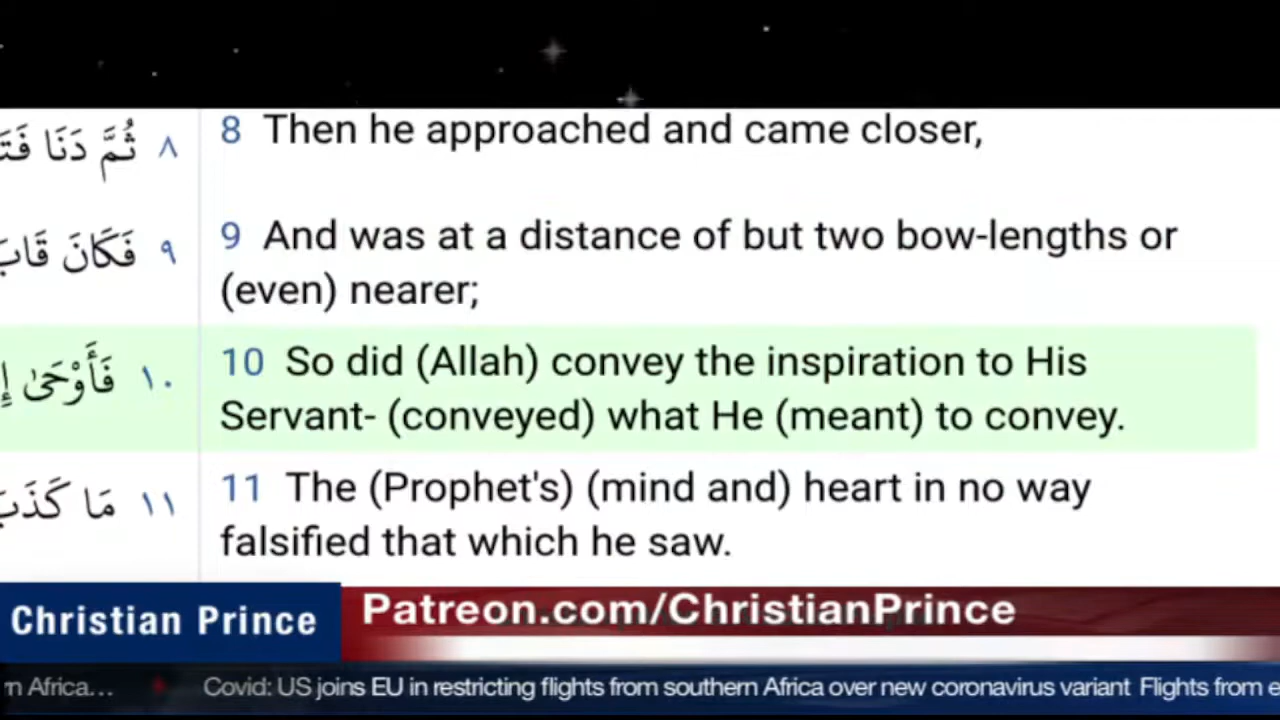 8 Then he approached and came closer,
ثُمَّ دَنَا ٨
9 And was at a distance of but two bow-lengths or
(even) nearer;
فَكَانَ ٩
10 So did (Allah) convey the inspiration to His
Servant- (conveyed) what He (meant) to convey.
فَأَوْحَىٰ ١٠
11 The (Prophet's) (mind and) heart in no way
falsified that which he saw.
مَا ١١
Christian Prince
Patreon.com/ChristianPrince
Africa... Covid: US joins EU in restricting flights from southern Africa over new coronavirus variant Flights from